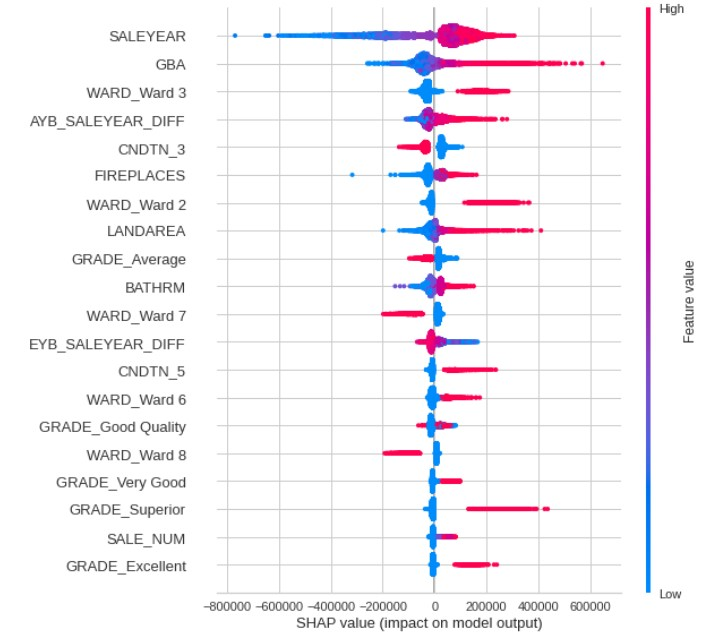 High
SALEYEAR
GBA
WARD_Ward 3
AYB_SALEYEAR_DIFF
CNDTN_3
FIREPLACES
WARD_Ward 2
LANDAREA
GRADE_Average
BATHRM
WARD_Ward 7
EYB_SALEYEAR_DIFF
CNDTN_5
WARD_Ward 6
GRADE_Good Quality
WARD_Ward 8
GRADE_Very Good
GRADE_Superior
SALE_NUM
GRADE_Excellent
Feature value
Low
−800000 −600000 −400000 −200000 0 200000 400000 600000
SHAP value (impact on model output)